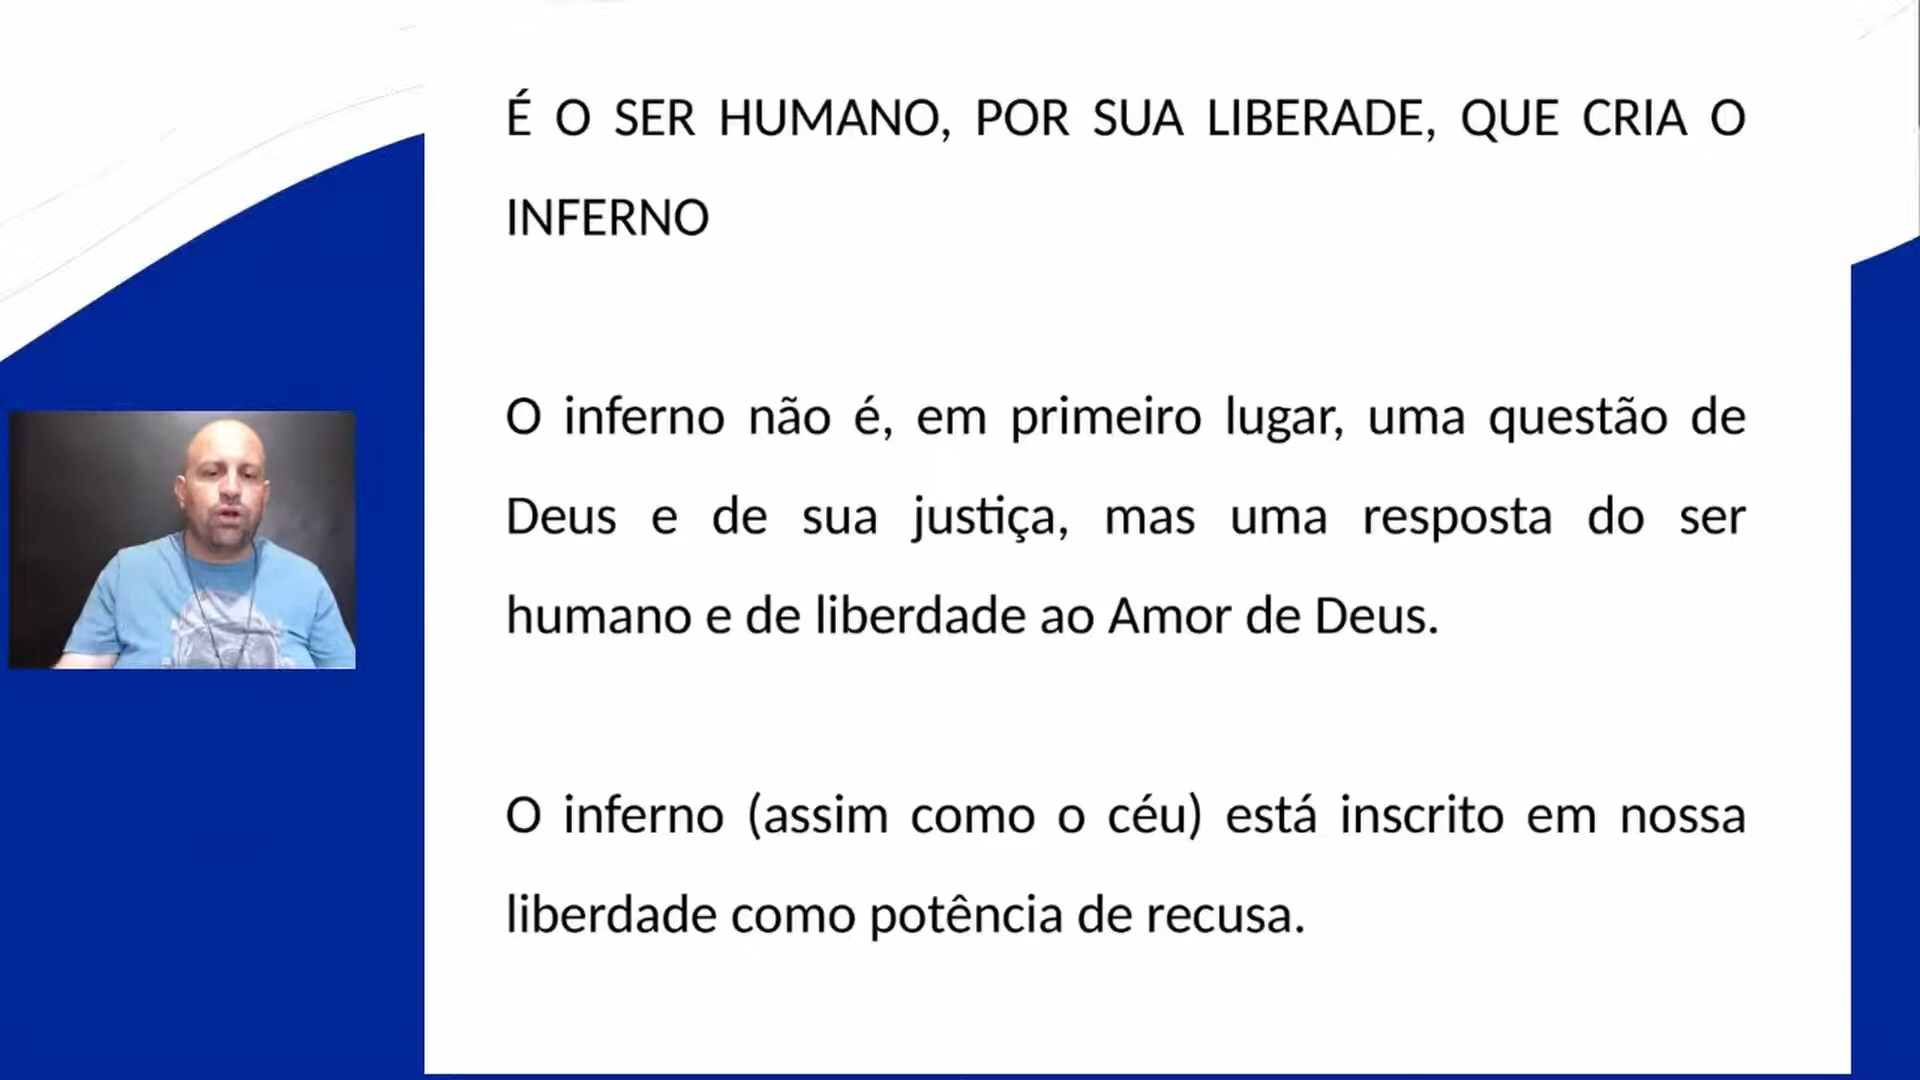 É O SER HUMANO, POR SUA LIBERADE, QUE CRIA O
INFERNO
O inferno não é, em primeiro lugar, uma questão de
Deus e de sua justiça, mas uma resposta do ser
humano e de liberdade ao Amor de Deus.
O inferno (assim como o céu) está inscrito em nossa
liberdade como potência de recusa.